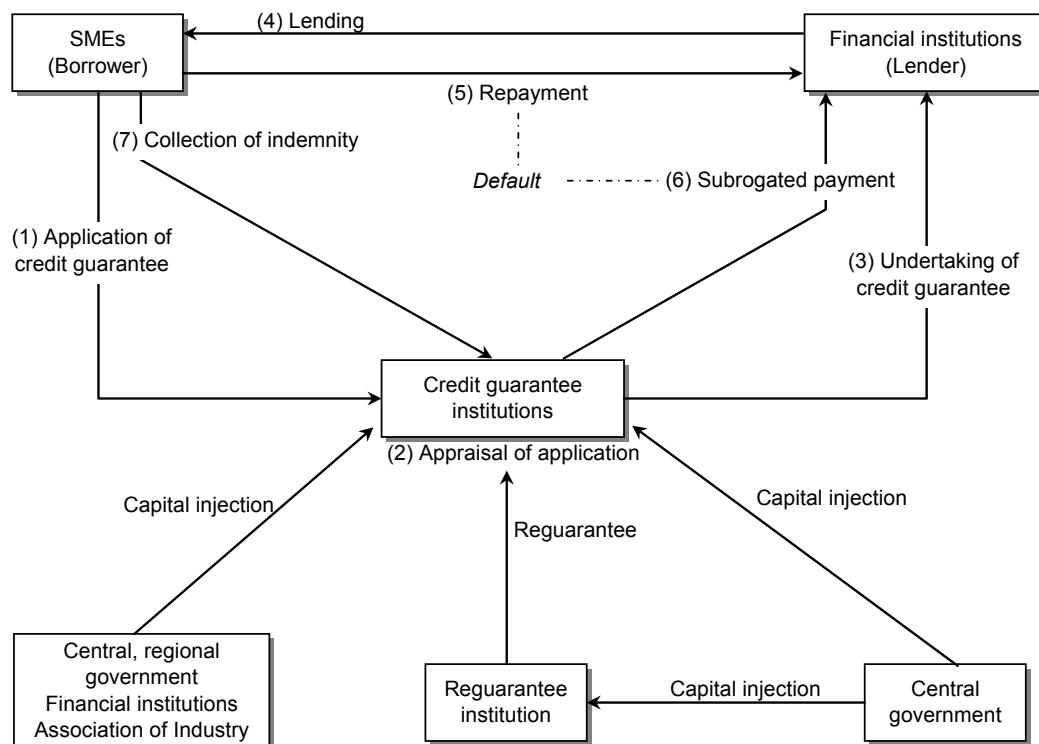 (4) Lending
SMEs
(Borrower)
Financial institutions
(Lender)
(5) Repayment
(7) Collection of indemnity
Default
(6) Subrogated payment
(1) Application of
credit guarantee
(3) Undertaking of
credit guarantee
Credit guarantee
institutions
(2) Appraisal of application
Capital injection
Capital injection
Reguarantee
Central, regional
government
Financial institutions
Association of Industry
Reguarantee
institution
Capital injection
Central
government